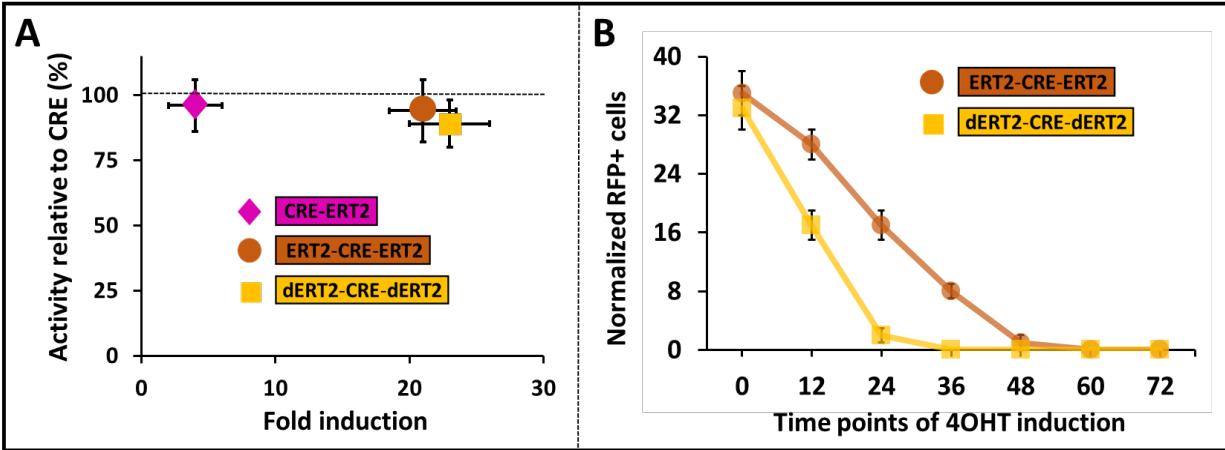 A
Activity relative to CRE (%)
100
75
50
25
0
0 10 20 30
Fold induction
CRE-ERT2
ERT2-CRE-ERT2
dERT2-CRE-dERT2
B
Normalized RFP+ cells
40
32
24
16
8
0
0 12 24 36 48 60 72
Time points of 4OHT induction
ERT2-CRE-ERT2
dERT2-CRE-dERT2